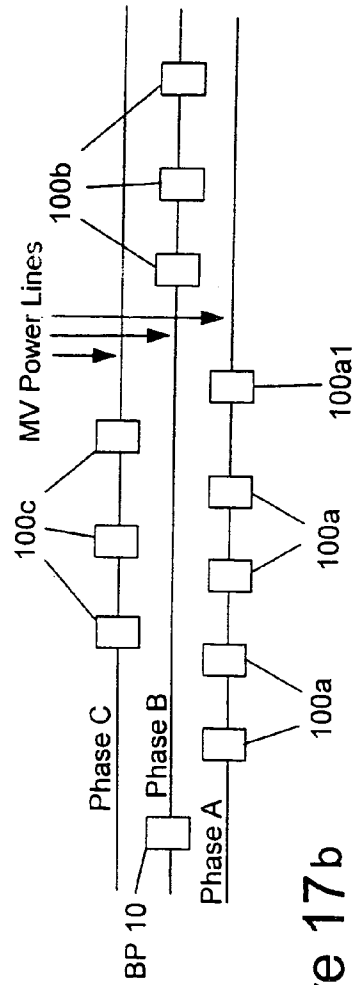 100c
MV Power Lines
100b
Phase C
BP 10
Phase B
Phase A
100a
100a
100a1
re 17b